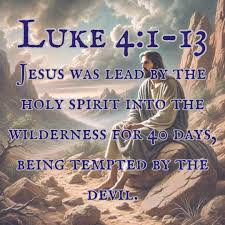 Luke 4:1-13
Jesus was lead by the
holy spirit into the
wilderness for 40 days,
being tempted by the
devil.